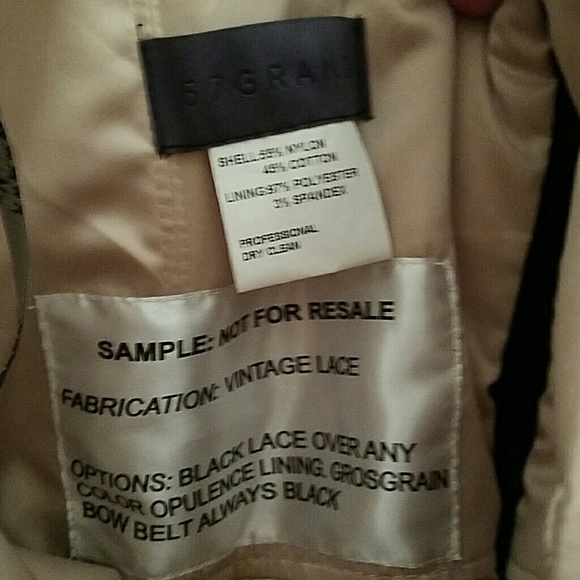 57GRAN
SHELL:55% NYLON
45% COTTON
LINING:97% POLYESTER
3% SPANDEX
PROFESSIONAL
DRY CLEAN
SAMPLE: NOT FOR RESALE
FABRICATION: VINTAGE LACE
OPTIONS: BLACK LACE OVER ANY
COLOR OPULENCE LINING. GROSGRAIN
BOW BELT ALWAYS BLACK